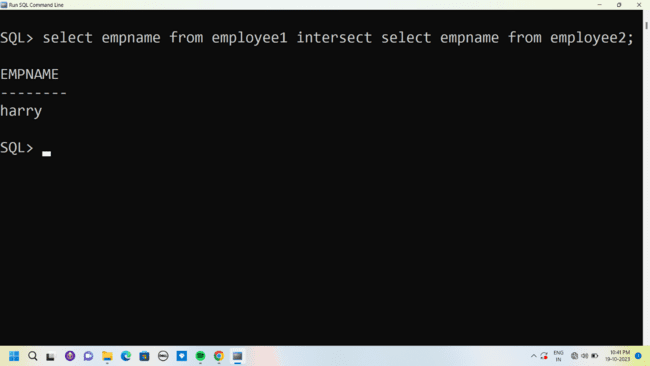 Run SQL Command Line
SQL> select empname from employee1 intersect select empname from employee2;
EMPNAME
--------
harry
SQL>
ENG
IN
10:41 PM
19-10-2023